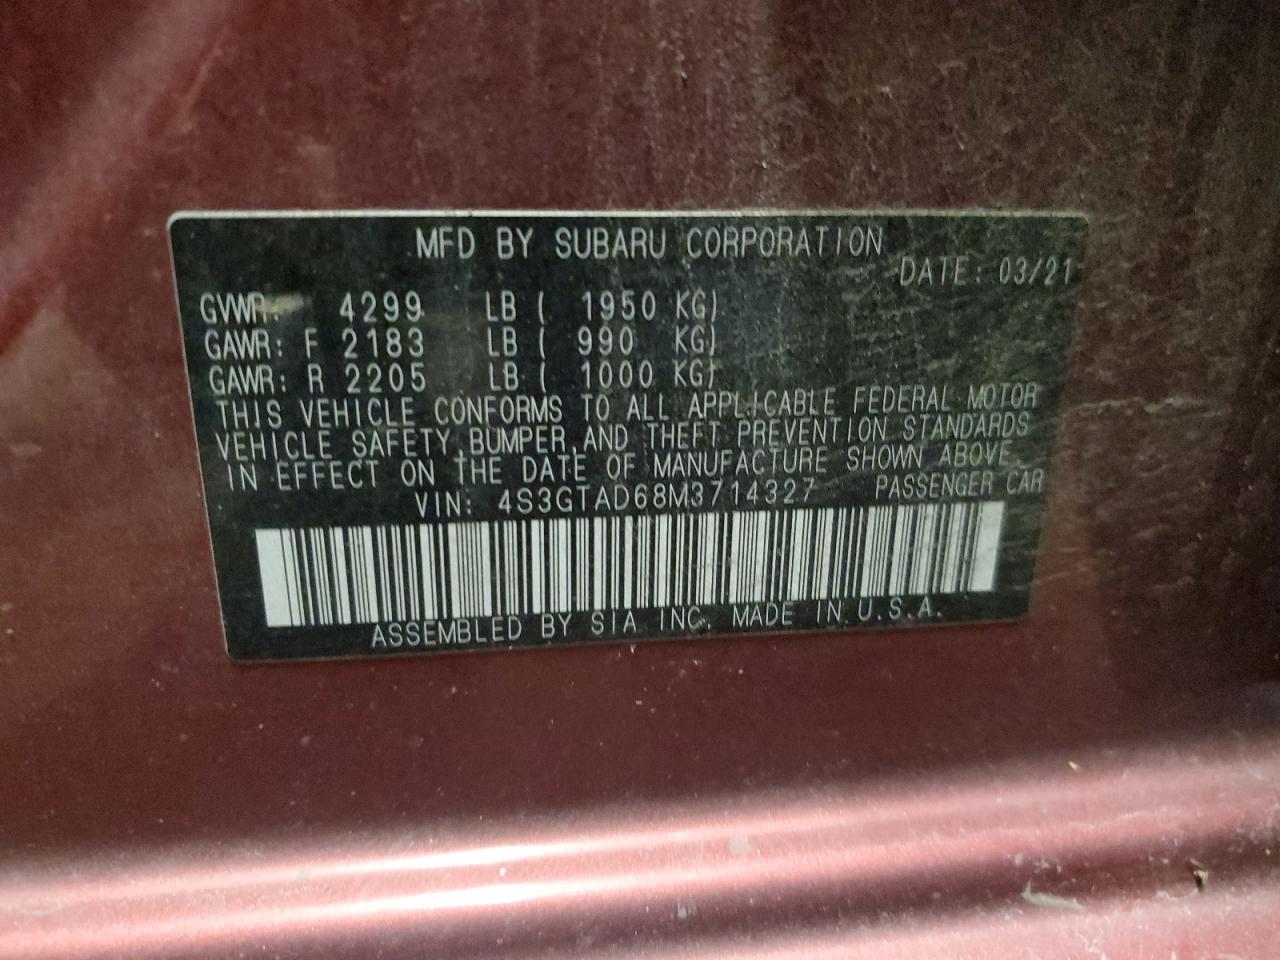 MFD BY SUBARU CORPORATION
DATE: 03/21
GVWR: 4299 LB ( 1950 KG)
GAWR: F 2183 LB ( 990 KG)
GAWR: R 2205 LB ( 1000 KG)
THIS VEHICLE CONFORMS TO ALL APPLICABLE FEDERAL MOTOR
VEHICLE SAFETY, BUMPER AND THEFT PREVENTION STANDARDS
IN EFFECT ON THE DATE OF MANUFACTURE SHOWN ABOVE.
VIN: 4S3GTAD68M3714327 PASSENGER CAR
ASSEMBLED BY SIA INC. MADE IN U.S.A.